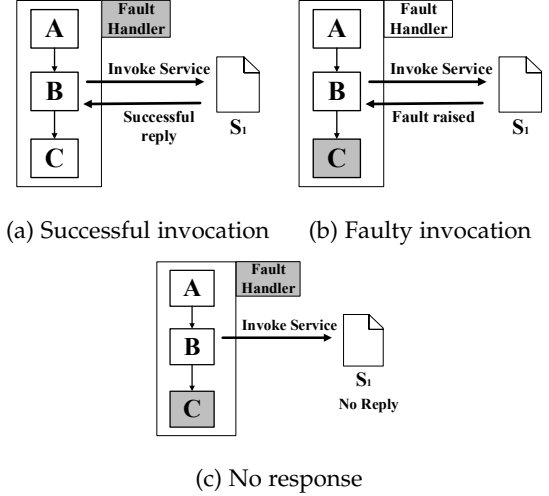 A
Fault
Handler
B
Invoke Service
Successful
reply
S1
C
(a) Successful invocation
A
Fault
Handler
B
Invoke Service
Fault raised
S1
C
(b) Faulty invocation
A
Fault
Handler
B
Invoke Service
S1
No Reply
C
(c) No response